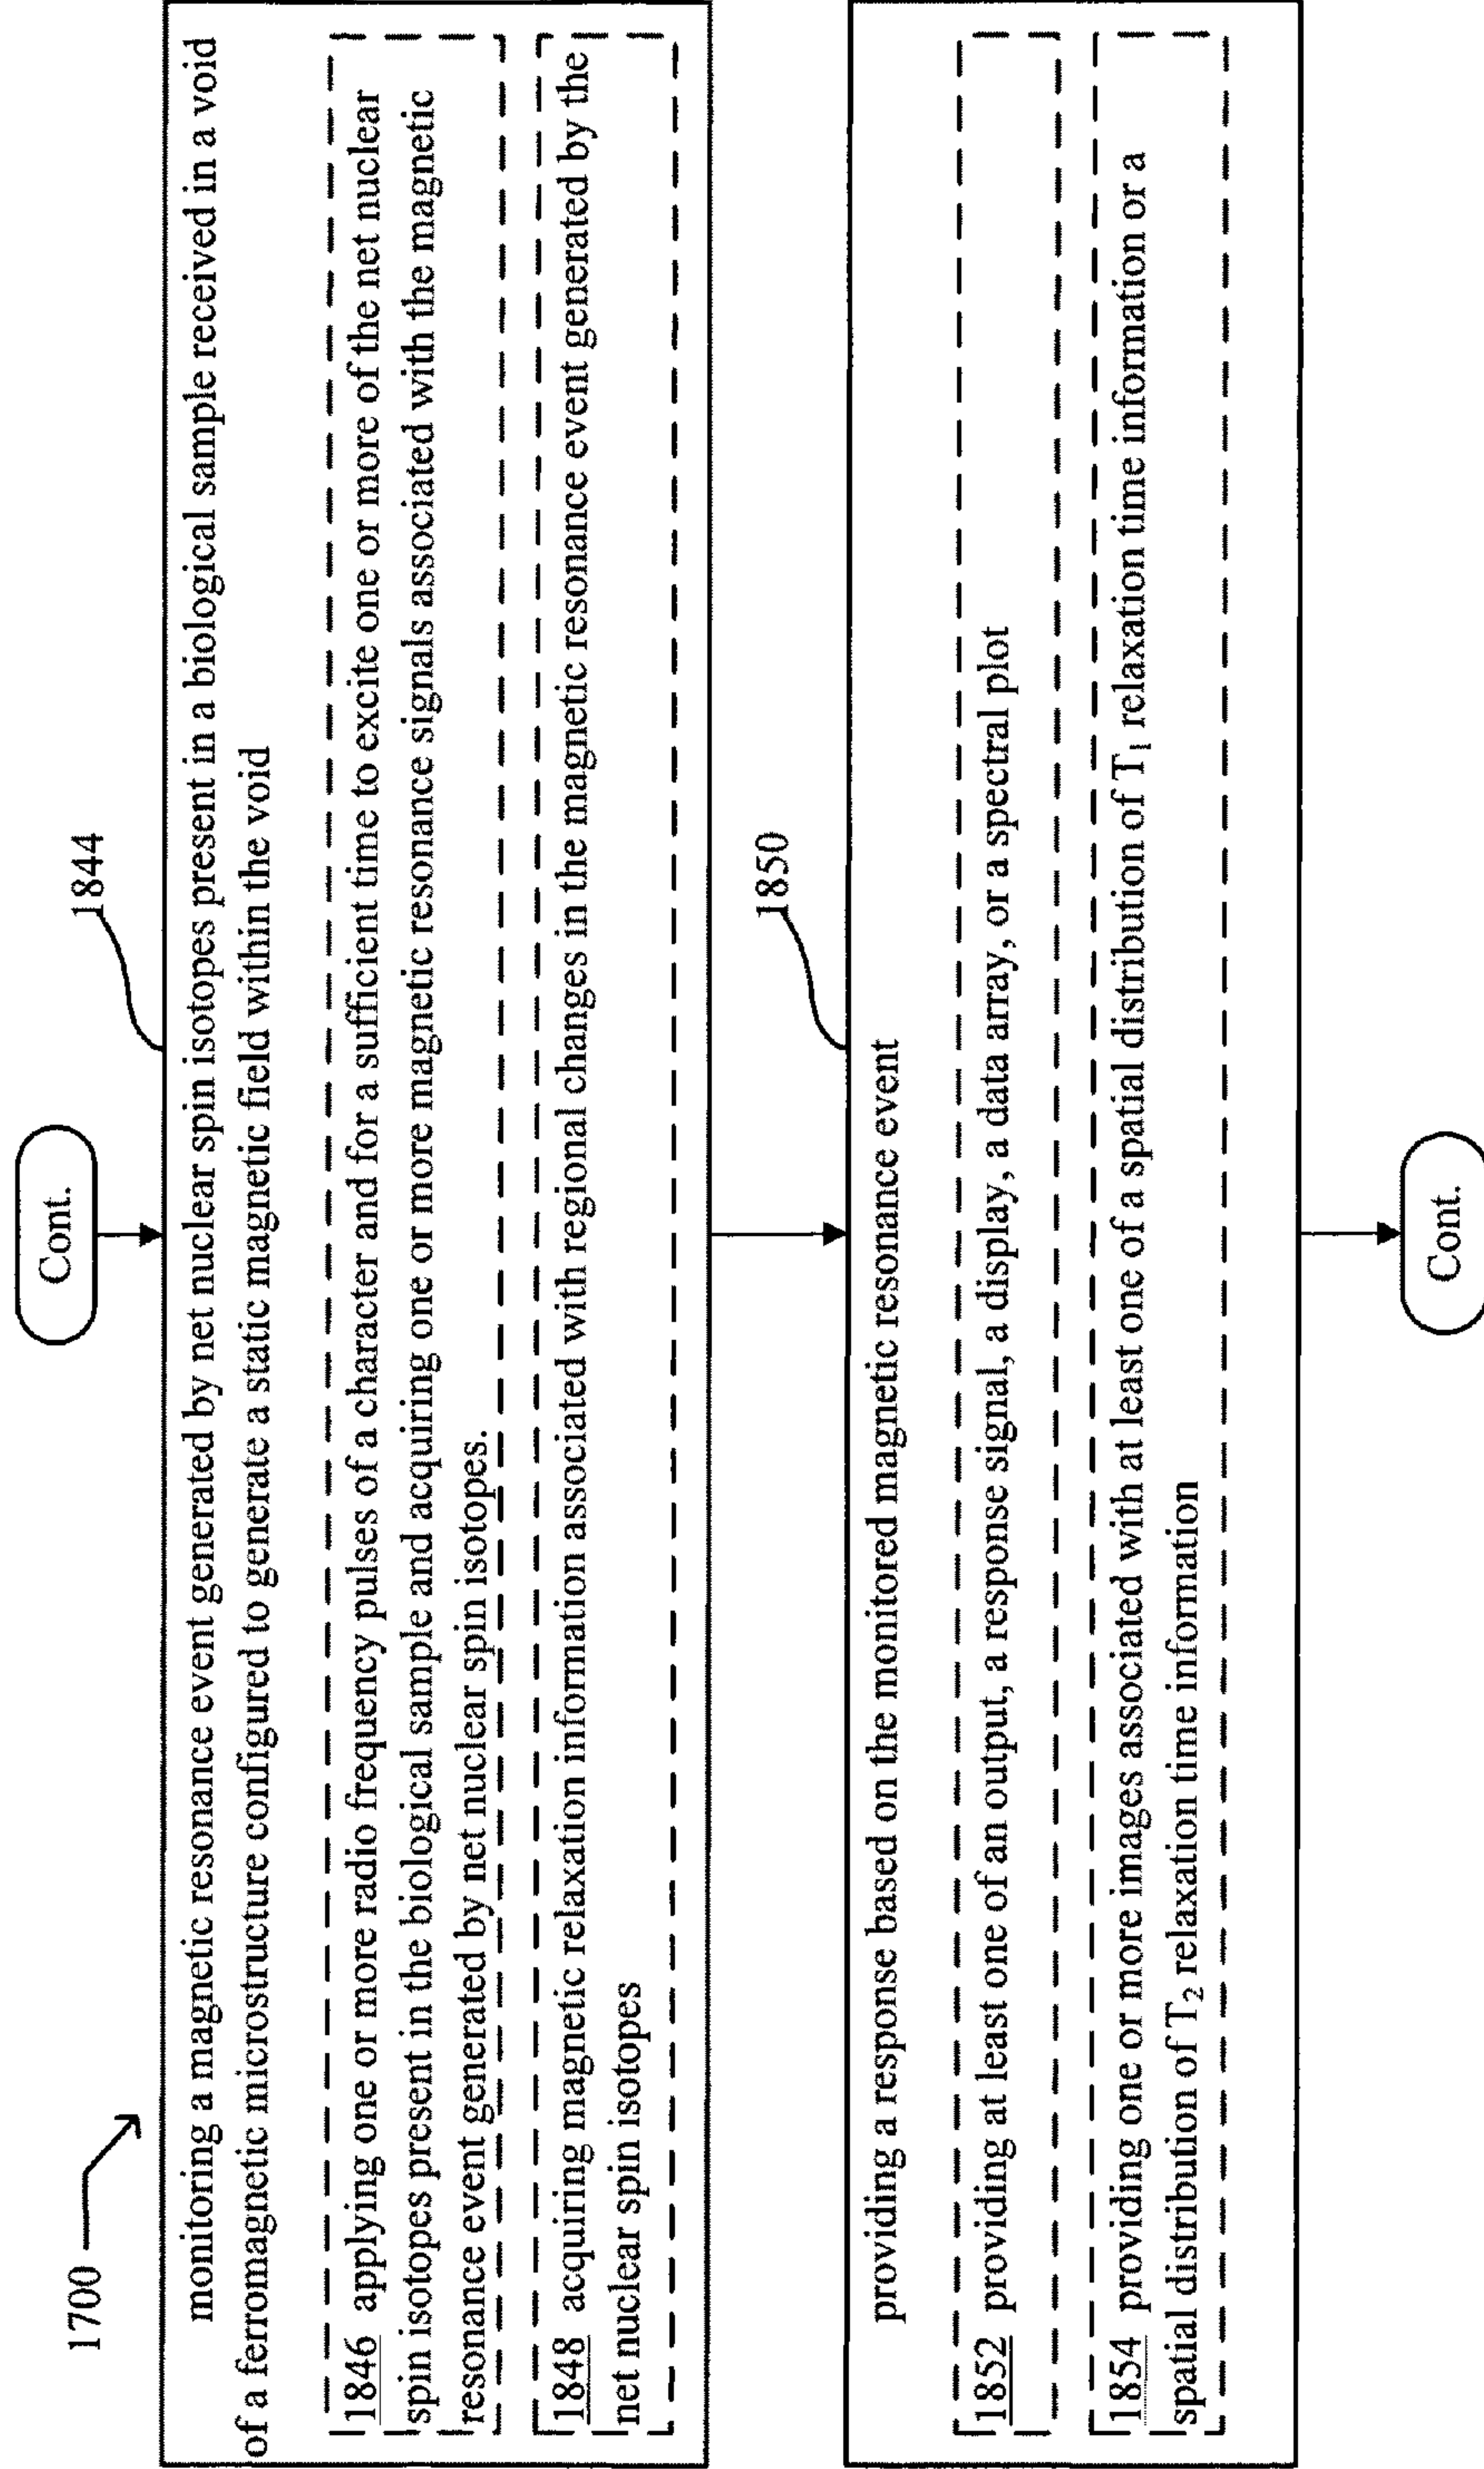 1700
Cont.
1844
monitoring a magnetic resonance event generated by net nuclear spin isotopes present in a biological sample received in a void
of a ferromagnetic microstructure configured to generate a static magnetic field within the void
1846 applying one or more radio frequency pulses of a character and for a sufficient time to excite one or more of the net nuclear
spin isotopes present in the biological sample and acquiring one or more magnetic resonance signals associated with the magnetic
resonance event generated by net nuclear spin isotopes.
1848 acquiring magnetic relaxation information associated with regional changes in the magnetic resonance event generated by the
net nuclear spin isotopes
1850
providing a response based on the monitored magnetic resonance event
1852 providing at least one of an output, a response signal, a display, a data array, or a spectral plot
1854 providing one or more images associated with at least one of a spatial distribution of T₁ relaxation time information or a
spatial distribution of T₂ relaxation time information
Cont.